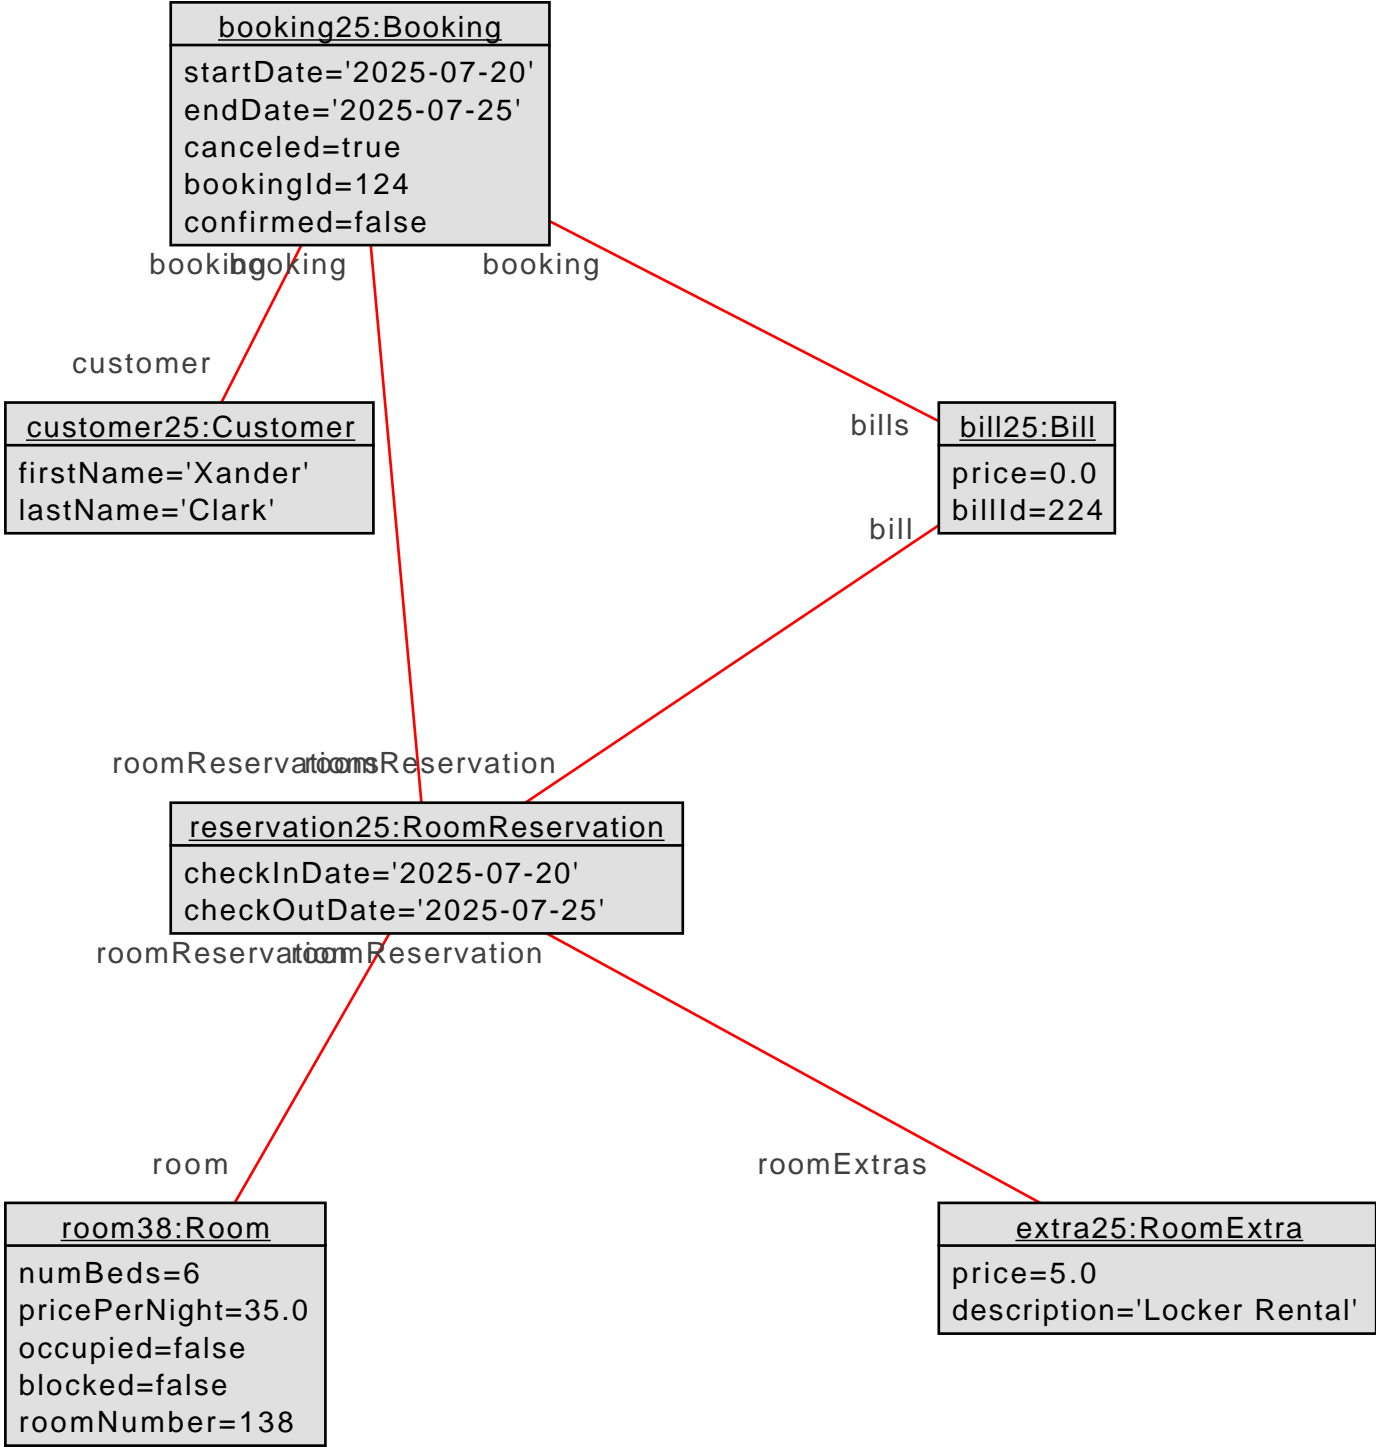 booking25:Booking
startDate='2025-07-20'
endDate='2025-07-25'
canceled=true
bookingId=124
confirmed=false
booking
booking
booking
customer
customer25:Customer
firstName='Xander'
lastName='Clark'
bills
bill25:Bill
price=0.0
billId=224
bill
roomReservations
roomReservation
reservation25:RoomReservation
checkInDate='2025-07-20'
checkOutDate='2025-07-25'
roomReservation
roomReservation
room
roomExtras
room38:Room
numBeds=6
pricePerNight=35.0
occupied=false
blocked=false
roomNumber=138
extra25:RoomExtra
price=5.0
description='Locker Rental'